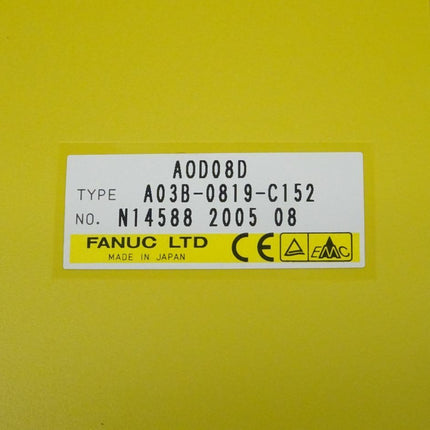 AOD08D
TYPE A03B-0819-C152
NO. N14588 2005 08
FANUC LTD CE EMC
MADE IN JAPAN